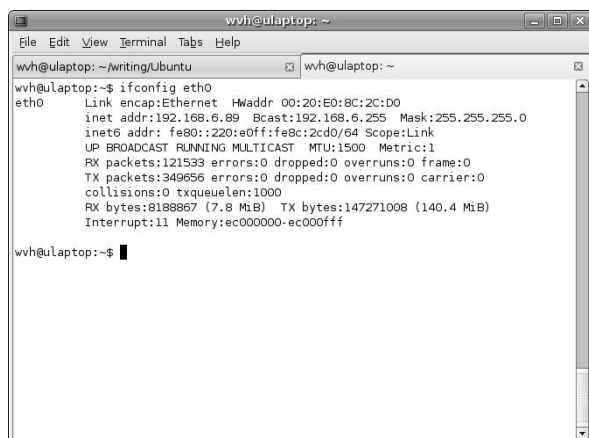 wvh@ulaptop: ~
File Edit View Terminal Tabs Help
wvh@ulaptop: ~/writing/Ubuntu wvh@ulaptop: ~
wvh@ulaptop:~$ ifconfig eth0
eth0 Link encap:Ethernet HWaddr 00:20:E0:8C:2C:D0
inet addr:192.168.6.89 Bcast:192.168.6.255 Mask:255.255.255.0
inet6 addr: fe80::220:e0ff:fe8c:2cd0/64 Scope:Link
UP BROADCAST RUNNING MULTICAST MTU:1500 Metric:1
RX packets:121533 errors:0 dropped:0 overruns:0 frame:0
TX packets:349656 errors:0 dropped:0 overruns:0 carrier:0
collisions:0 txqueuelen:1000
RX bytes:8188867 (7.8 MiB) TX bytes:147271008 (140.4 MiB)
Interrupt:11 Memory:ec000000-ec000fff
wvh@ulaptop:~$